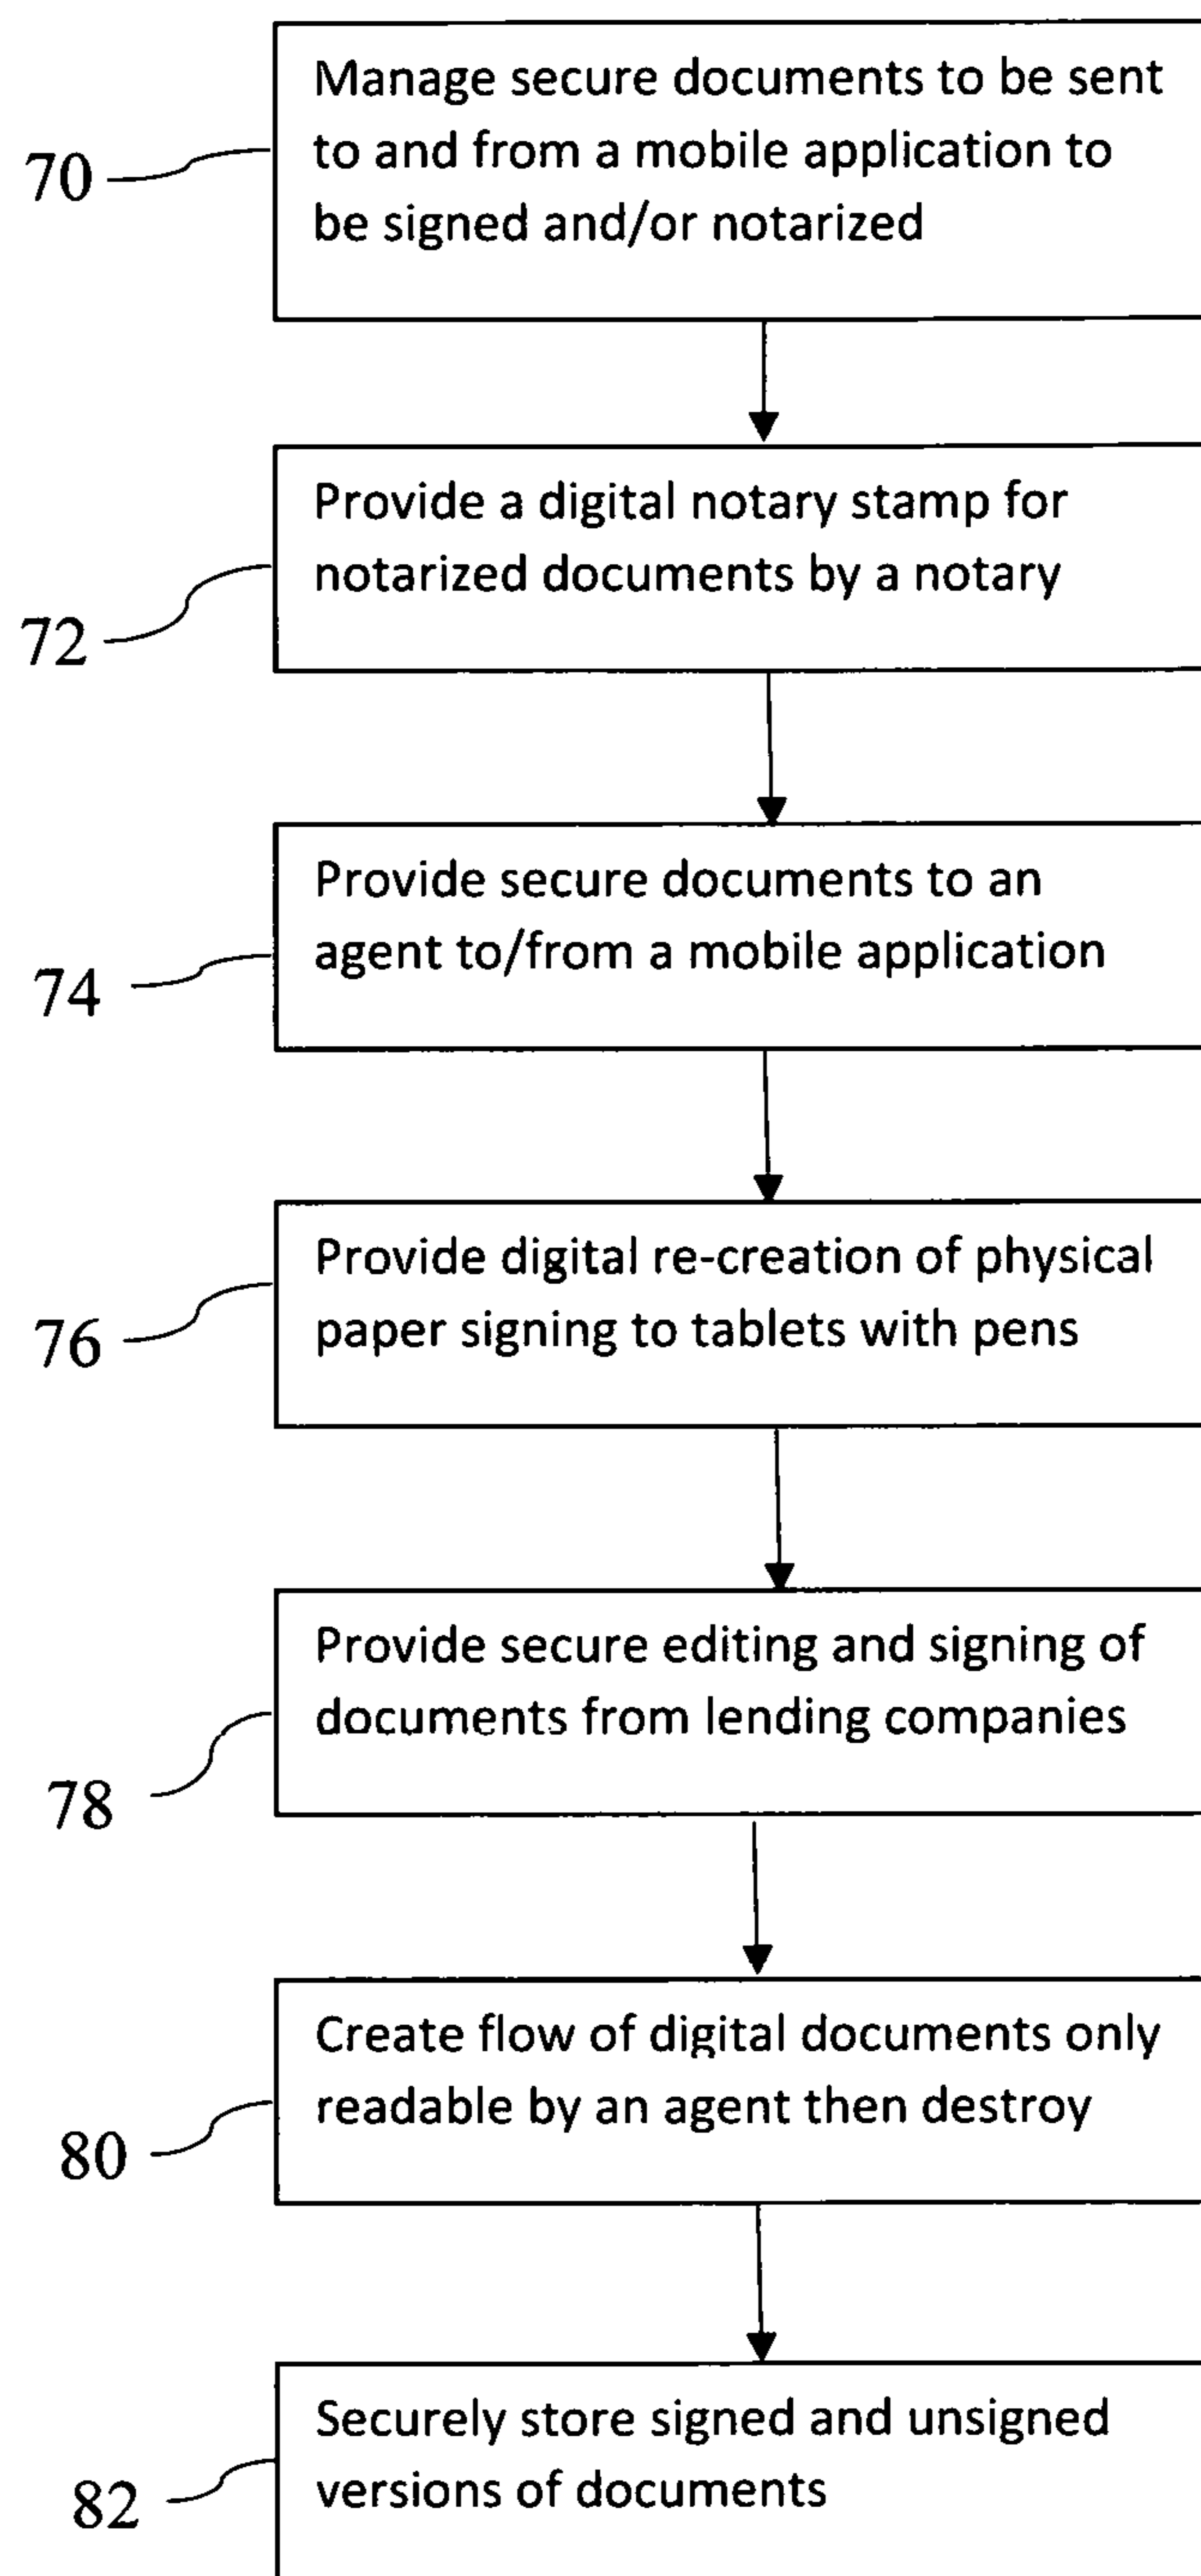 Manage secure documents to be sent
to and from a mobile application to
be signed and/or notarized
70
Provide a digital notary stamp for
notarized documents by a notary
72
Provide secure documents to an
agent to/from a mobile application
74
Provide digital re-creation of physical
paper signing to tablets with pens
76
Provide secure editing and signing of
documents from lending companies
78
Create flow of digital documents only
readable by an agent then destroy
80
Securely store signed and unsigned
versions of documents
82